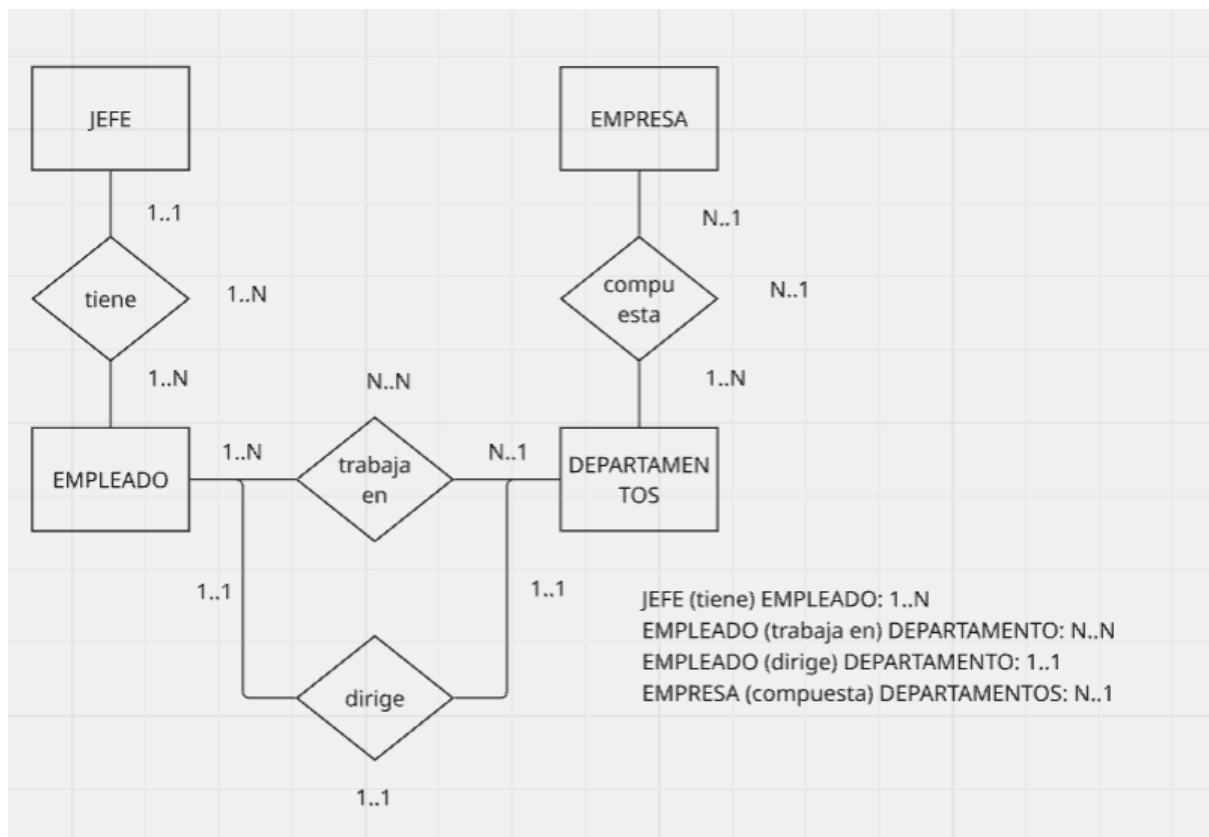 JEFE
EMPRESA
1..1
N..1
tiene
1..N
compu
esta
N..1
1..N
N..N
1..N
EMPLEADO
1..N
trabaja
en
N..1
DEPARTAMEN
TOS
1..1
1..1
dirige
1..1
JEFE (tiene) EMPLEADO: 1..N
EMPLEADO (trabaja en) DEPARTAMENTO: N..N
EMPLEADO (dirige) DEPARTAMENTO: 1..1
EMPRESA (compuesta) DEPARTAMENTOS: N..1